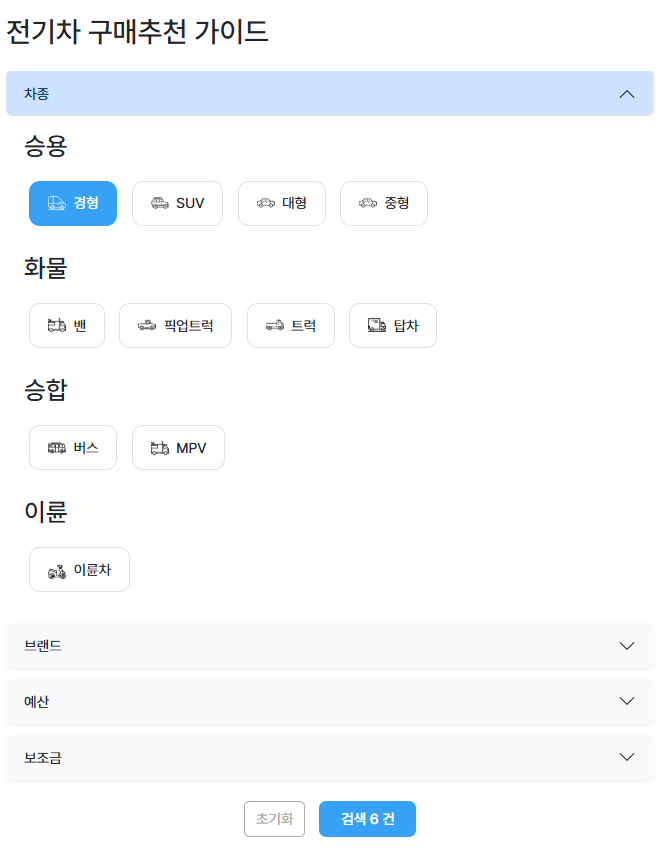 전기차 구매추천 가이드
차종
승용
경형 SUV 대형 중형
화물
밴 픽업트럭 트럭 탑차
승합
버스 MPV
이륜
이륜차
브랜드
예산
보조금
초기화 검색 6 건